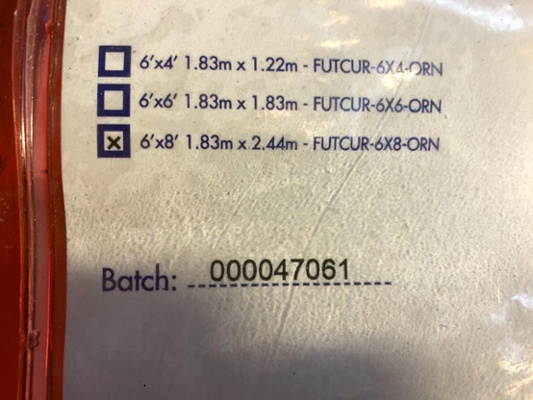 6'x4' 1.83m x 1.22m - FUTCUR-6X4-ORN
6'x6' 1.83m x 1.83m - FUTCUR-6X6-ORN
6'x8' 1.83m x 2.44m - FUTCUR-6X8-ORN
Batch: 000047061